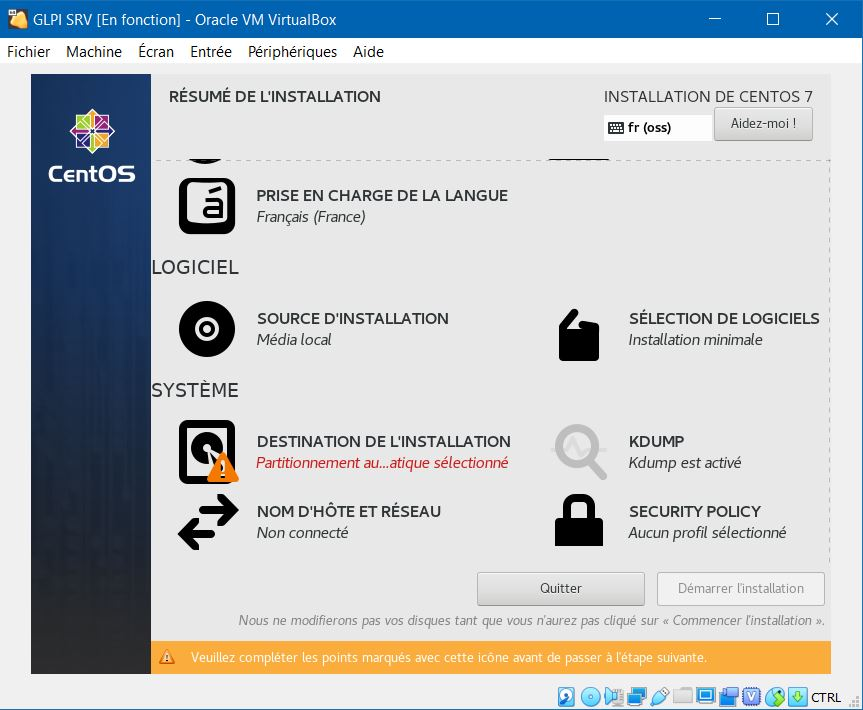 GLPI SRV [En fonction] - Oracle VM VirtualBox
Fichier Machine Écran Entrée Périphériques Aide
RÉSUMÉ DE L'INSTALLATION
INSTALLATION DE CENTOS 7
fr (oss)
Aidez-moi !
CentOS
á
PRISE EN CHARGE DE LA LANGUE
Français (France)
LOGICIEL
SOURCE D'INSTALLATION
Média local
SÉLECTION DE LOGICIELS
Installation minimale
SYSTÈME
DESTINATION DE L'INSTALLATION
Partitionnement au...atique sélectionné
KDUMP
Kdump est activé
NOM D'HÔTE ET RÉSEAU
Non connecté
SECURITY POLICY
Aucun profil sélectionné
Quitter
Démarrer l'installation
Nous ne modifierons pas vos disques tant que vous n'aurez pas cliqué sur « Commencer l'installation ».
Veuillez compléter les points marqués avec cette icône avant de passer à l'étape suivante.
CTRL